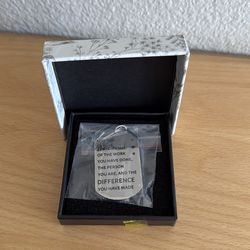 OF THE WORK
YOU HAVE DONE,
THE PERSON
YOU ARE, AND THE
DIFFERENCE
YOU HAVE MADE